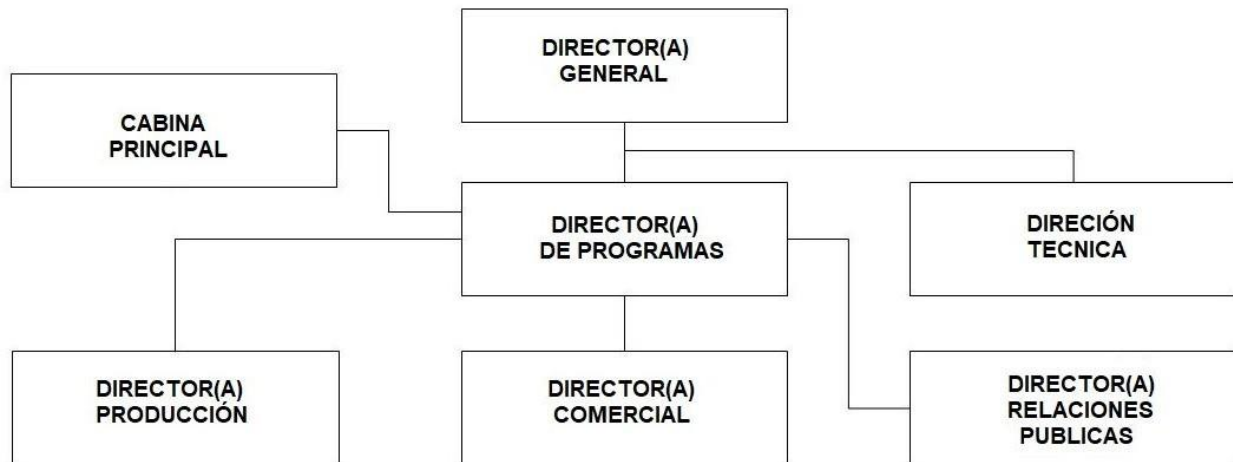 DIRECTOR(A)
GENERAL
CABINA
PRINCIPAL
DIRECTOR(A)
DE PROGRAMAS
DIRECIÓN
TECNICA
DIRECTOR(A)
PRODUCCIÓN
DIRECTOR(A)
COMERCIAL
DIRECTOR(A)
RELACIONES
PUBLICAS